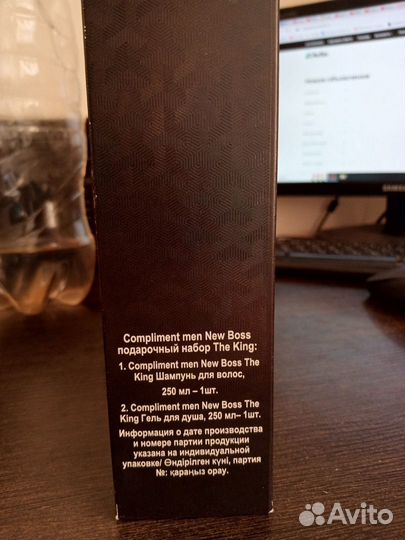 Compliment men New Boss
подарочный набор The King:
1. Compliment men New Boss The
King Шампунь для волос,
250 мл – 1шт.
2. Compliment men New Boss The
King Гель для душа, 250 мл– 1шт.
Информация о дате производства
и номере партии продукции
указана на индивидуальной
упаковке/ Өндірілген күні, партия
№: қараңыз орау.
SAMSUNG
Avito